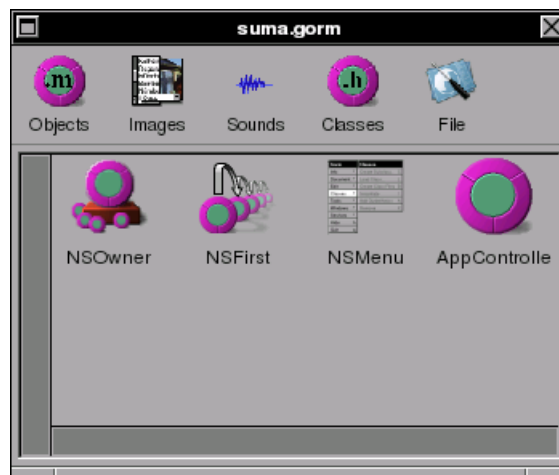 suma.gorm
.m .h
Objects Images Sounds Classes File
NSOwner NSFirst NSMenu AppControlle